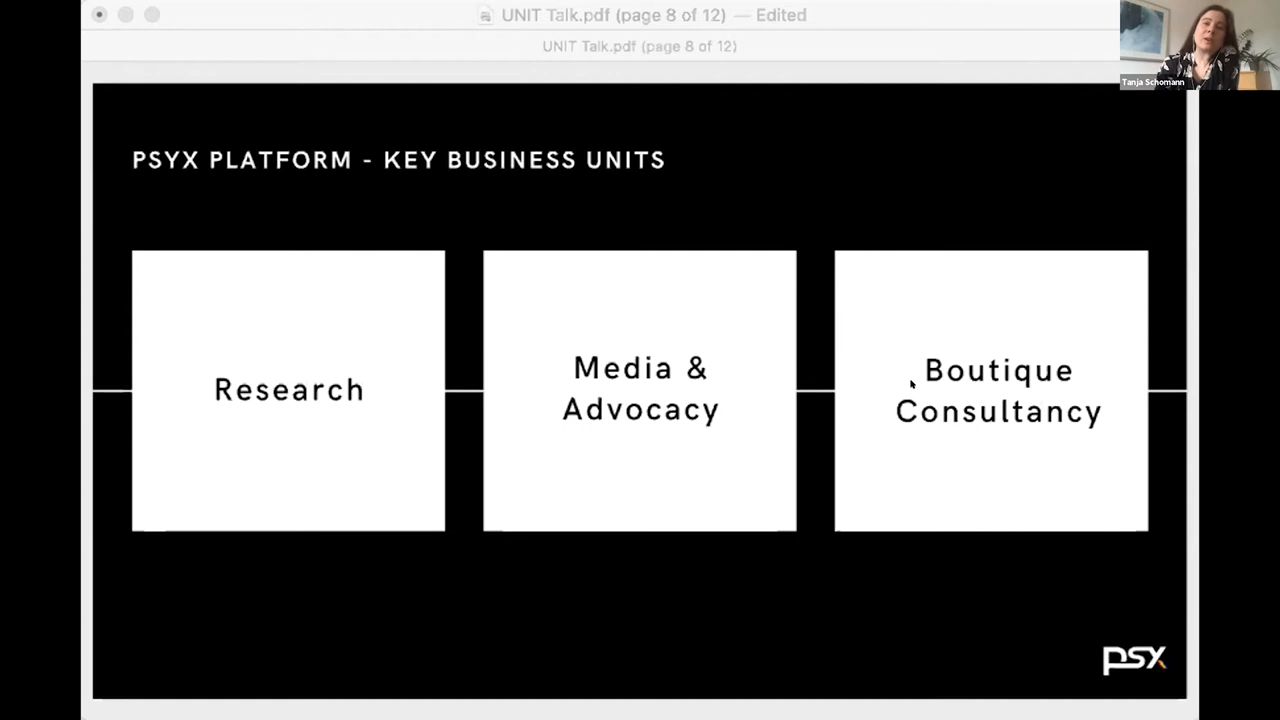 UNIT Talk.pdf (page 8 of 12) — Edited
UNIT Talk.pdf (page 8 of 12)
Tanja Schomann
PSYX PLATFORM - KEY BUSINESS UNITS
Research
Media &
Advocacy
Boutique
Consultancy
PSX